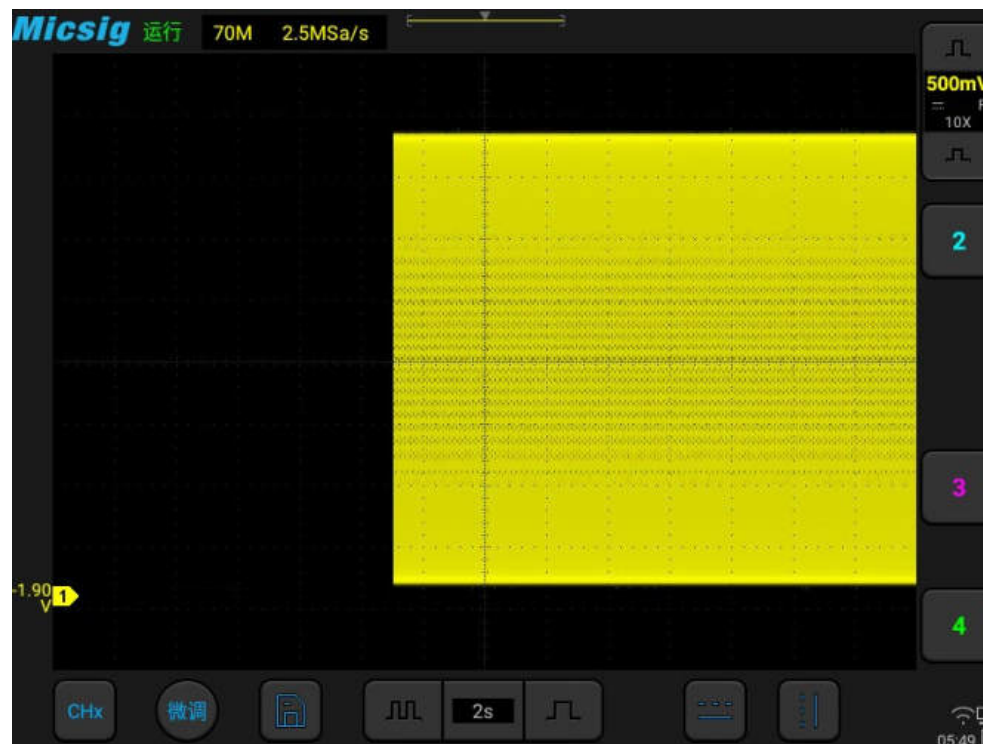 Micsig 运行 70M 2.5MSa/s
500mV
10X
2
-1.90
V
1
3
4
CHx 微调 2s
05:49